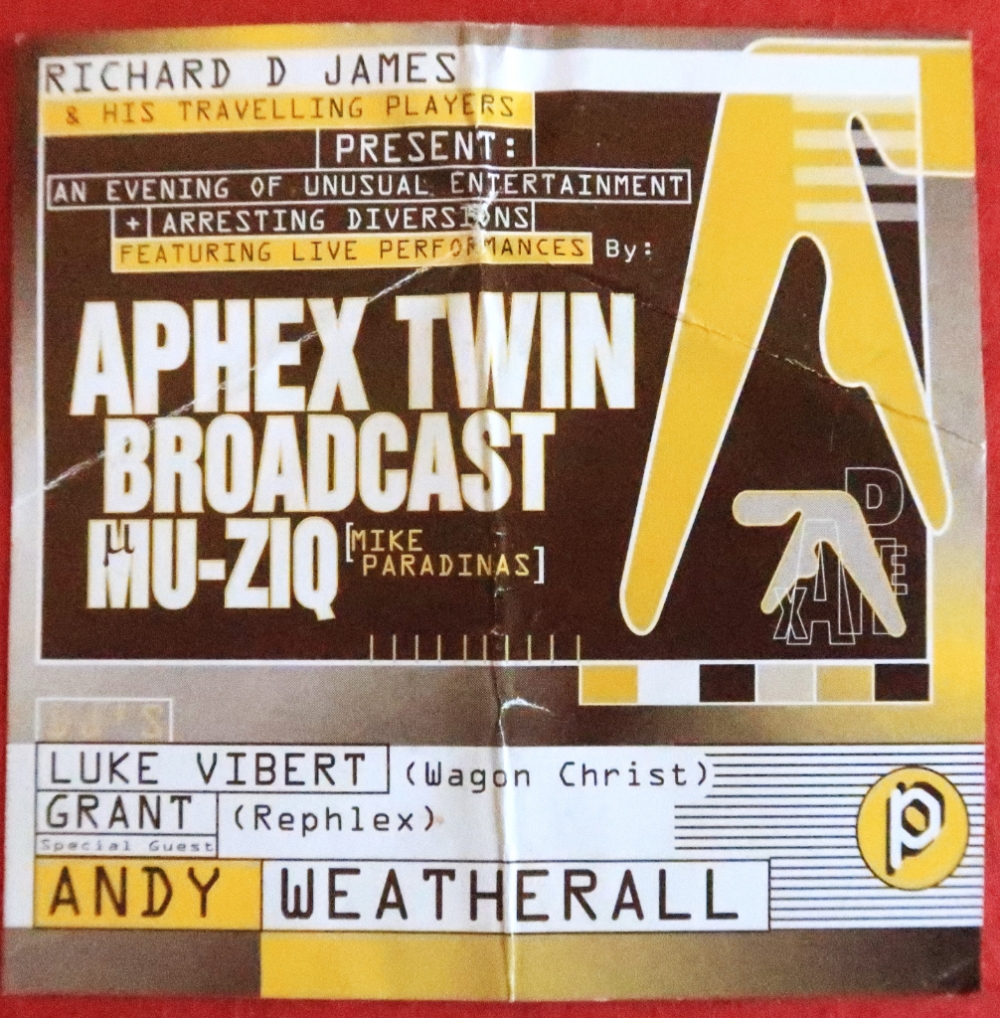 RICHARD D JAMES
& HIS TRAVELLING PLAYERS
PRESENT:
AN EVENING OF UNUSUAL ENTERTAINMENT
+ ARRESTING DIVERSIONS
FEATURING LIVE PERFORMANCES By:
APHEX TWIN
BROADCAST
µMU-ZIQ [MIKE PARADINAS]
DJ'S
LUKE VIBERT (Wagon Christ)
GRANT (Rephlex)
Special Guest
ANDY WEATHERALL
P